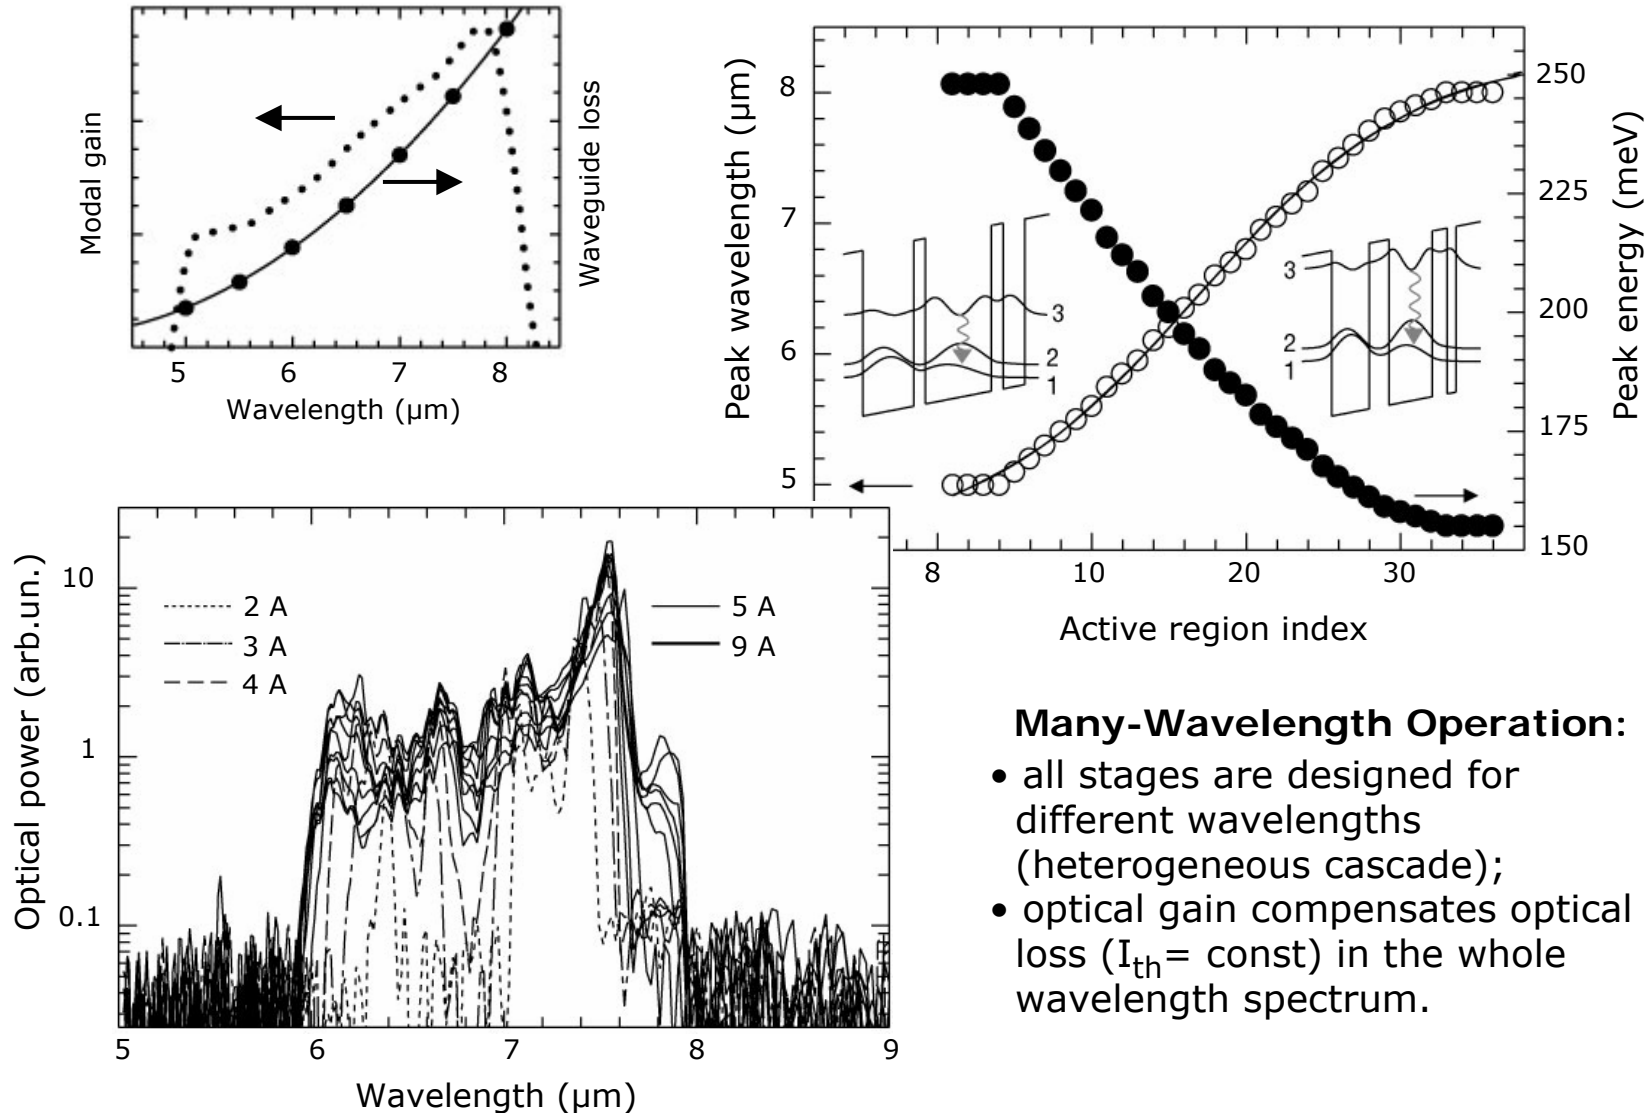 Modal gain
Waveguide loss
5 6 7 8
Wavelength (µm)
Peak wavelength (µm)
8
7
6
5
3
2
1
3
2
1
250
225
200
175
150
Peak energy (meV)
8 10 20 30
Active region index
Optical power (arb.un.)
10
1
0.1
2 A
3 A
4 A
5 A
9 A
5 6 7 8 9
Wavelength (µm)
Many-Wavelength Operation:
• all stages are designed for
different wavelengths
(heterogeneous cascade);
• optical gain compensates optical
loss (Ith= const) in the whole
wavelength spectrum.